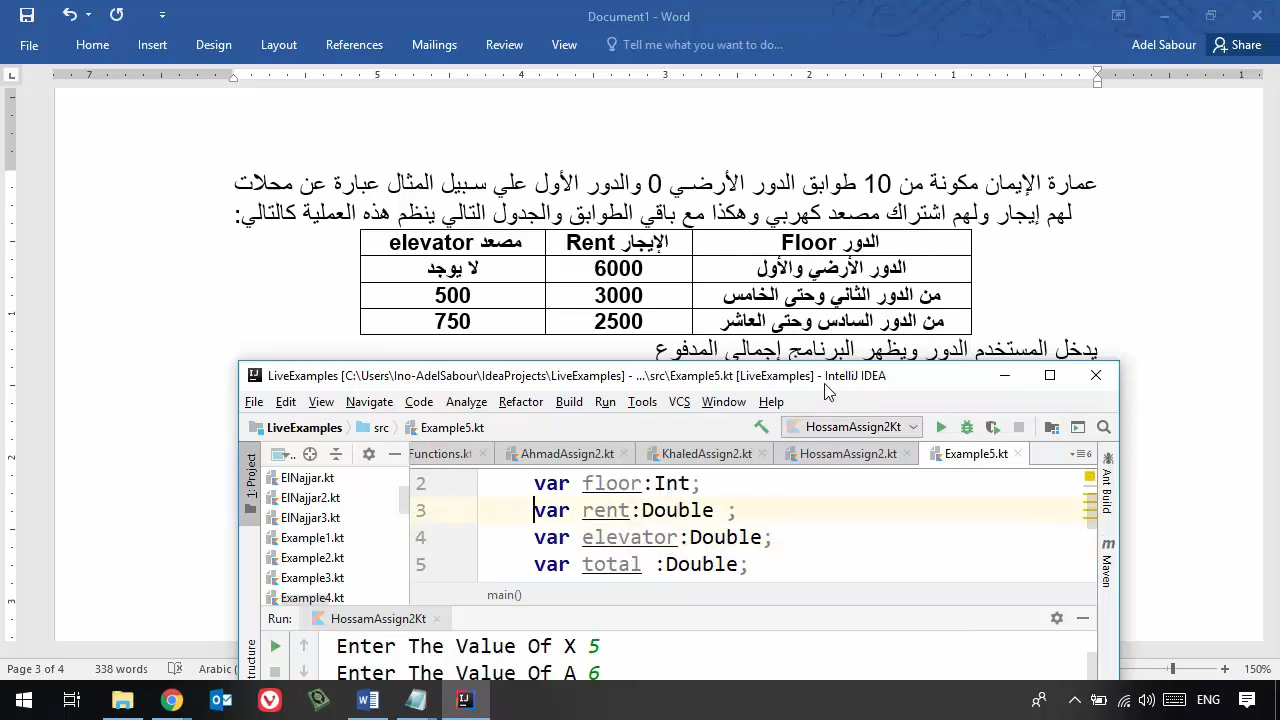 Document1 - Word
File Home Insert Design Layout References Mailings Review View Tell me what you want to do... Adel Sabour Share
7 5 4 3 2 1 1
عمارة الإيمان مكونة من 10 طوابق الدور الأرضي 0 والدور الأول علي سبيل المثال عبارة عن محلات
لهم إيجار ولهم اشتراك مصعد كهربي وهكذا مع باقي الطوابق والجدول التالي ينظم هذه العملية كالتالي:
الدور Floor الإيجار Rent مصعد elevator
الدور الأرضي والأول 6000 لا يوجد
من الدور الثاني وحتى الخامس 3000 500
من الدور السادس وحتى العاشر 2500 750
يدخل المستخدم الدور ويظهر البرنامج إجمالي المدفوع
LiveExamples [C:\Users\Ino-AdelSabour\IdeaProjects\LiveExamples] - ...\src\Example5.kt [LiveExamples] - IntelliJ IDEA
File Edit View Navigate Code Analyze Refactor Build Run Tools VCS Window Help
LiveExamples src Example5.kt HossamAssign2Kt
1: Project
Functions.kt AhmadAssign2.kt KhaledAssign2.kt HossamAssign2.kt Example5.kt 6
ElNajjar.kt
ElNajjar2.kt
ElNajjar3.kt
Example1.kt
Example2.kt
Example3.kt
Example4.kt
2 var floor:Int;
3 var rent:Double ;
4 var elevator:Double;
5 var total :Double;
main()
Ant Build
Maven
Run: HossamAssign2Kt
Enter The Value Of X 5
Enter The Value Of A 6
Page 3 of 4 338 words Arabic 150%
ENG